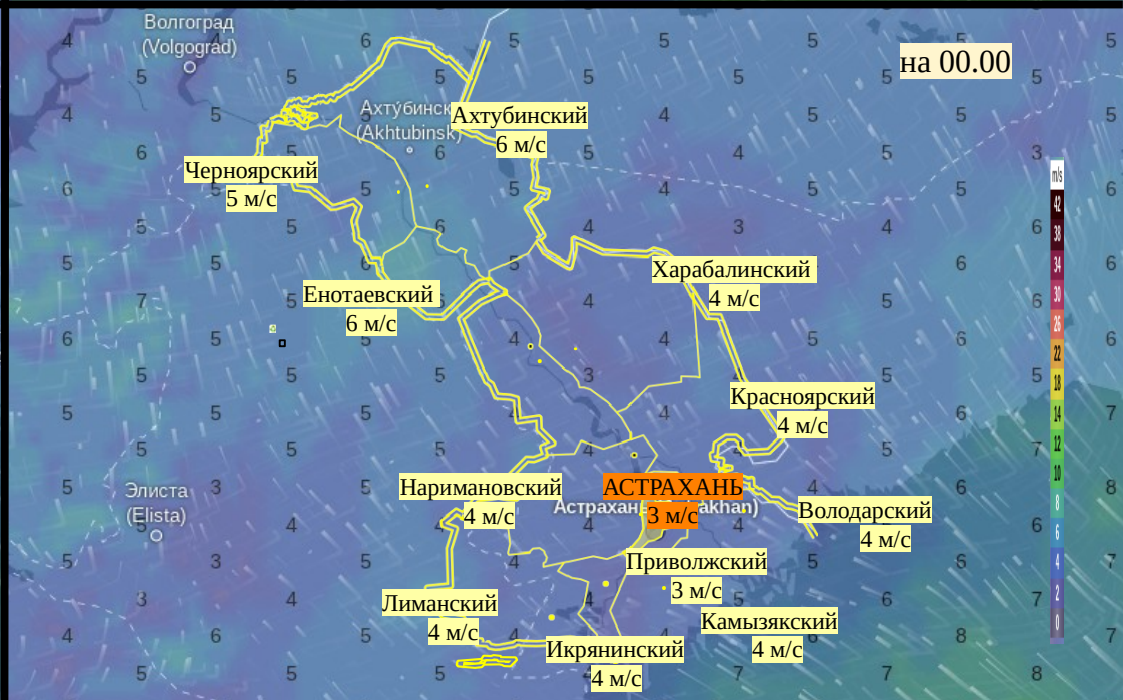 Волгоград
(Volgograd)
на 00.00
Ахтубинск
(Akhtubinsk)
Ахтубинский
6 м/с
Черноярский
5 м/с
m/s
42
38
34
30
26
22
18
14
12
10
8
6
4
2
0
Харабалинский
4 м/с
Енотаевский
6 м/с
Красноярский
4 м/с
Элиста
(Elista)
Наримановский
4 м/с
АСТРАХАНЬ
3 м/с
Володарский
4 м/с
Приволжский
3 м/с
Лиманский
4 м/с
Камызякский
4 м/с
Икрянинский
4 м/с